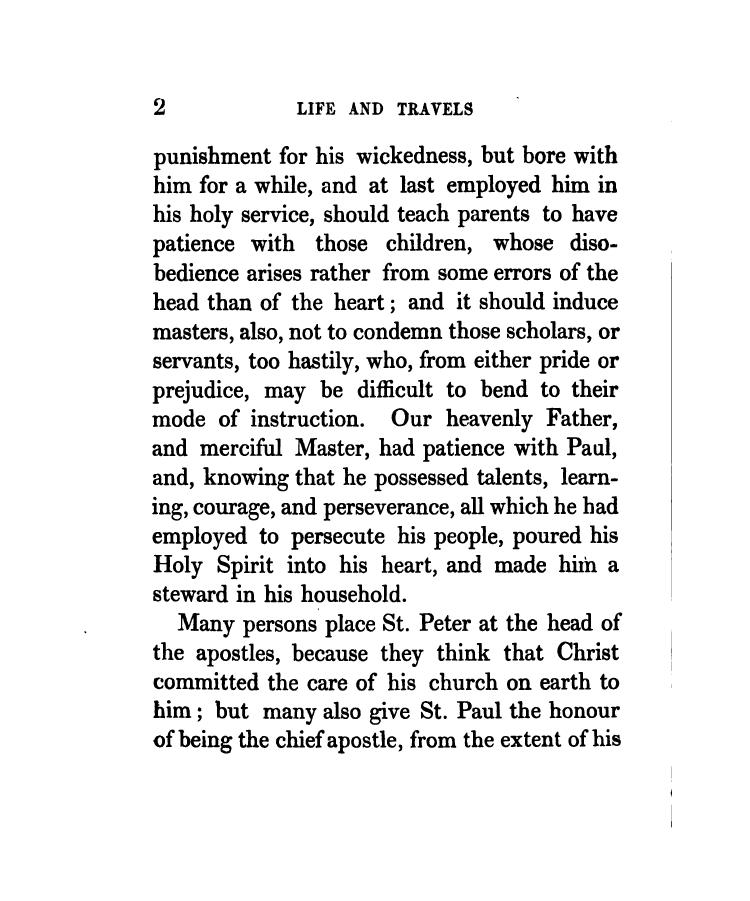 2 LIFE AND TRAVELS
punishment for his wickedness, but bore with
him for a while, and at last employed him in
his holy service, should teach parents to have
patience with those children, whose diso-
bedience arises rather from some errors of the
head than of the heart; and it should induce
masters, also, not to condemn those scholars, or
servants, too hastily, who, from either pride or
prejudice, may be difficult to bend to their
mode of instruction. Our heavenly Father,
and merciful Master, had patience with Paul,
and, knowing that he possessed talents, learn-
ing, courage, and perseverance, all which he had
employed to persecute his people, poured his
Holy Spirit into his heart, and made him a
steward in his household.
Many persons place St. Peter at the head of
the apostles, because they think that Christ
committed the care of his church on earth to
him; but many also give St. Paul the honour
of being the chief apostle, from the extent of his